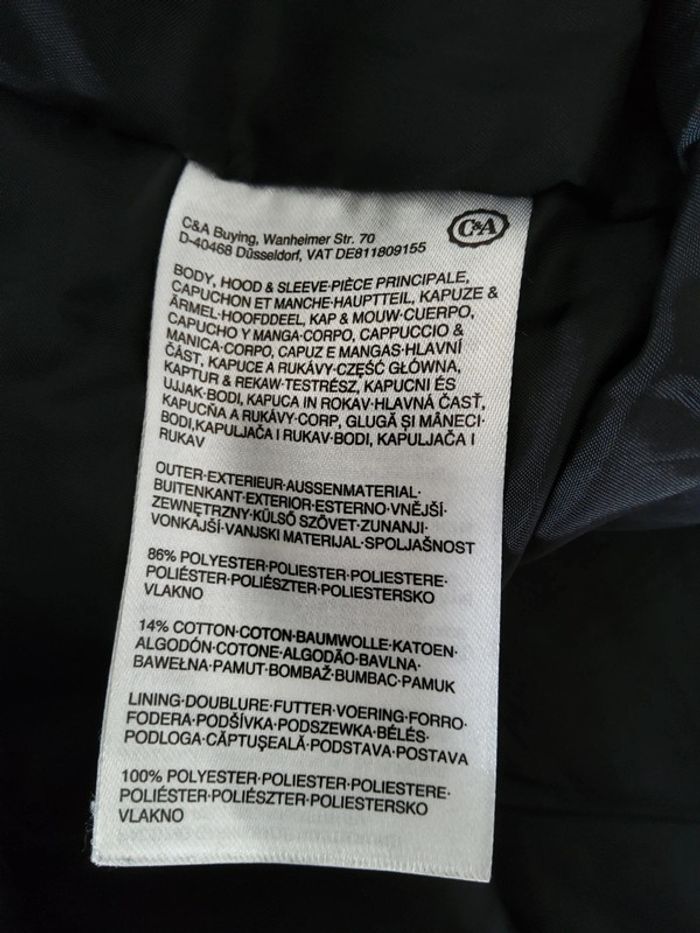 C&A Buying, Wanheimer Str. 70
D-40468 Düsseldorf, VAT DE811809155
C&A
BODY, HOOD & SLEEVE·PIÈCE PRINCIPALE,
CAPUCHON ET MANCHE·HAUPTTEIL, KAPUZE &
ÄRMEL·HOOFDDEEL, KAP & MOUW·CUERPO,
CAPUCHO Y MANGA·CORPO, CAPPUCCIO &
MANICA·CORPO, CAPUZ E MANGAS·HLAVNÍ
ČÁST, KAPUCE A RUKÁVY·CZĘŚĆ GŁÓWNA,
KAPTUR & REKAW·TESTRÉSZ, KAPUCNI ÉS
UJJAK·BODI, KAPUCA IN ROKAV·HLAVNÁ ČASŤ,
KAPUCŇA A RUKÁVY·CORP, GLUGĂ ŞI MÂNECI·
BODI,KAPULJAČA I RUKAV·BODI, KAPULJAČA I
RUKAV
OUTER·EXTERIEUR·AUSSENMATERIAL·
BUITENKANT·EXTERIOR·ESTERNO·VNĚJŠÍ·
ZEWNĘTRZNY·KÜLSŐ SZÖVET·ZUNANJI·
VONKAJŠÍ·VANJSKI MATERIJAL·SPOLJAŠNOST
86% POLYESTER·POLIESTER·POLIESTERE·
POLIÉSTER·POLIÉSZTER·POLIESTERSKO
VLAKNO
14% COTTON·COTON·BAUMWOLLE·KATOEN·
ALGODÓN·COTONE·ALGODÃO·BAVLNA·
BAWEŁNA·PAMUT·BOMBAŽ·BUMBAC·PAMUK
LINING·DOUBLURE·FUTTER·VOERING·FORRO·
FODERA·PODŠÍVKA·PODSZEWKA·BÉLÉS·
PODLOGA·CĂPTUŞEALĂ·PODSTAVA·POSTAVA
100% POLYESTER·POLIESTER·POLIESTERE·
POLIÉSTER·POLIÉSZTER·POLIESTERSKO
VLAKNO